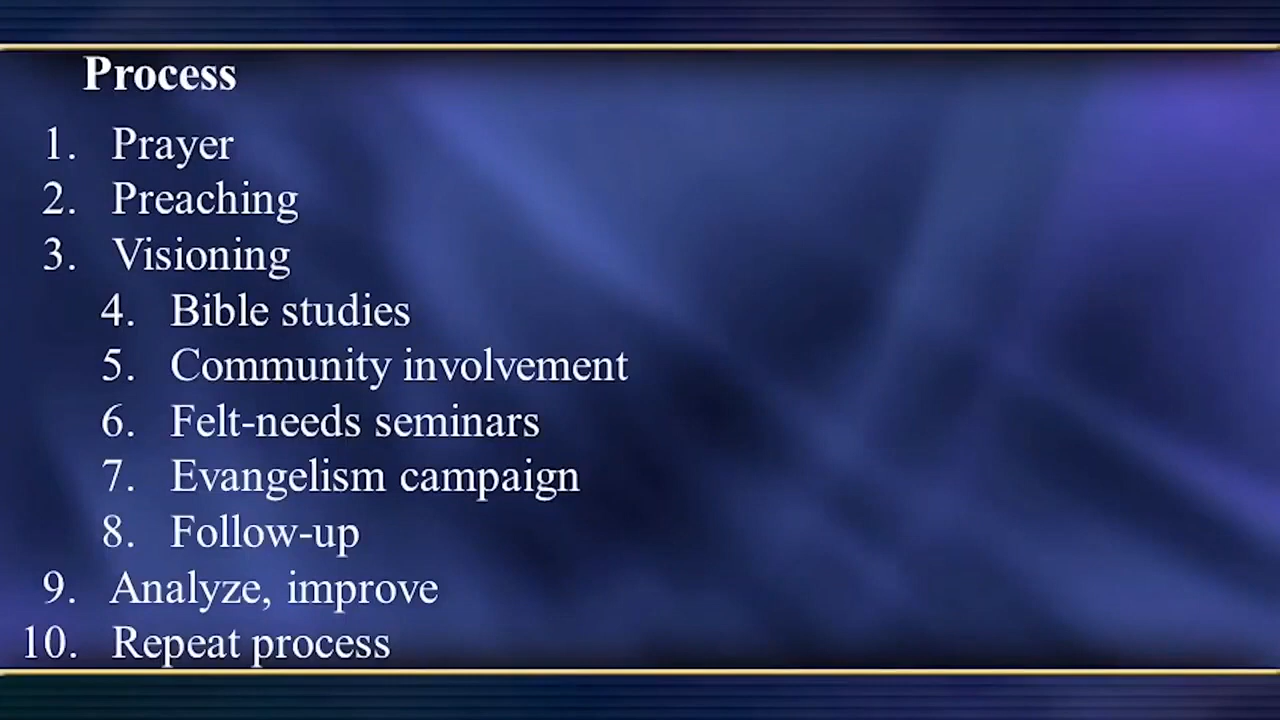 Process
1. Prayer
2. Preaching
3. Visioning
4. Bible studies
5. Community involvement
6. Felt-needs seminars
7. Evangelism campaign
8. Follow-up
9. Analyze, improve
10. Repeat process